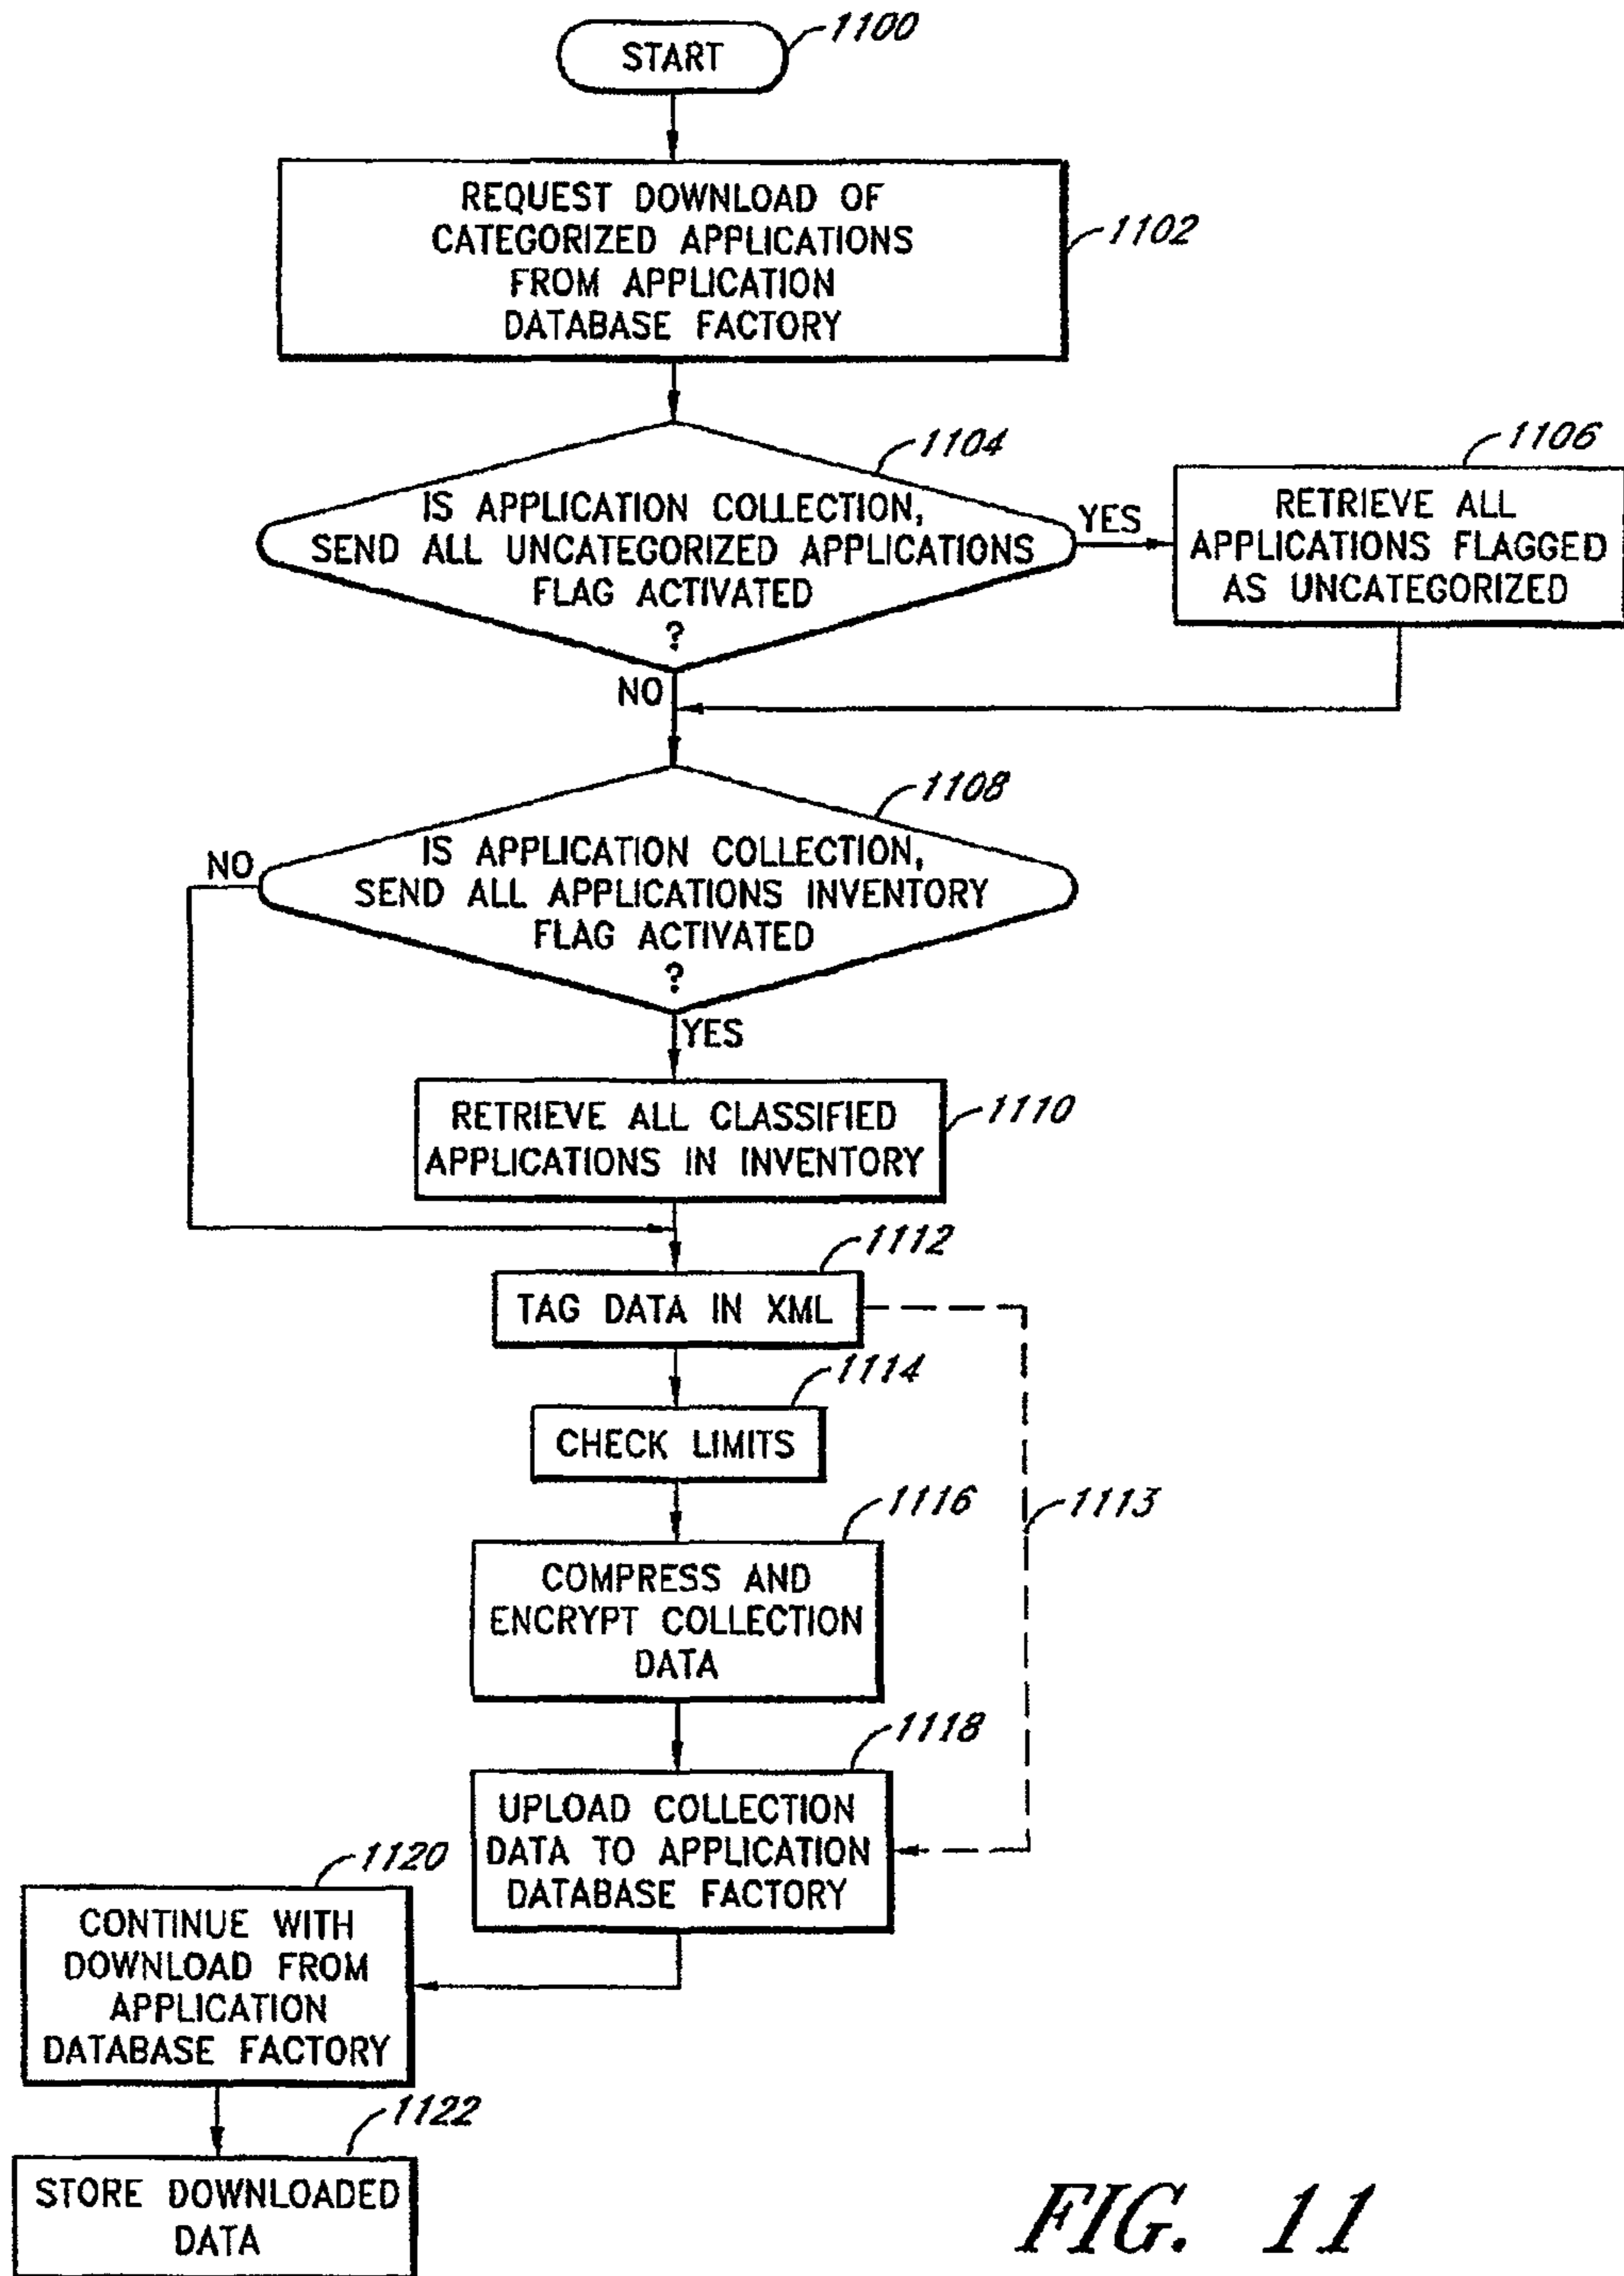 START
1100
REQUEST DOWNLOAD OF
CATEGORIZED APPLICATIONS
FROM APPLICATION
DATABASE FACTORY
1102
1104
IS APPLICATION COLLECTION,
SEND ALL UNCATEGORIZED APPLICATIONS
FLAG ACTIVATED
?
YES
NO
1106
RETRIEVE ALL
APPLICATIONS FLAGGED
AS UNCATEGORIZED
1108
IS APPLICATION COLLECTION,
SEND ALL APPLICATIONS INVENTORY
FLAG ACTIVATED
?
NO
YES
RETRIEVE ALL CLASSIFIED
APPLICATIONS IN INVENTORY
1110
1112
TAG DATA IN XML
1114
CHECK LIMITS
1113
1116
COMPRESS AND
ENCRYPT COLLECTION
DATA
1118
UPLOAD COLLECTION
DATA TO APPLICATION
DATABASE FACTORY
1120
CONTINUE WITH
DOWNLOAD FROM
APPLICATION
DATABASE FACTORY
1122
STORE DOWNLOADED
DATA
FIG. 11